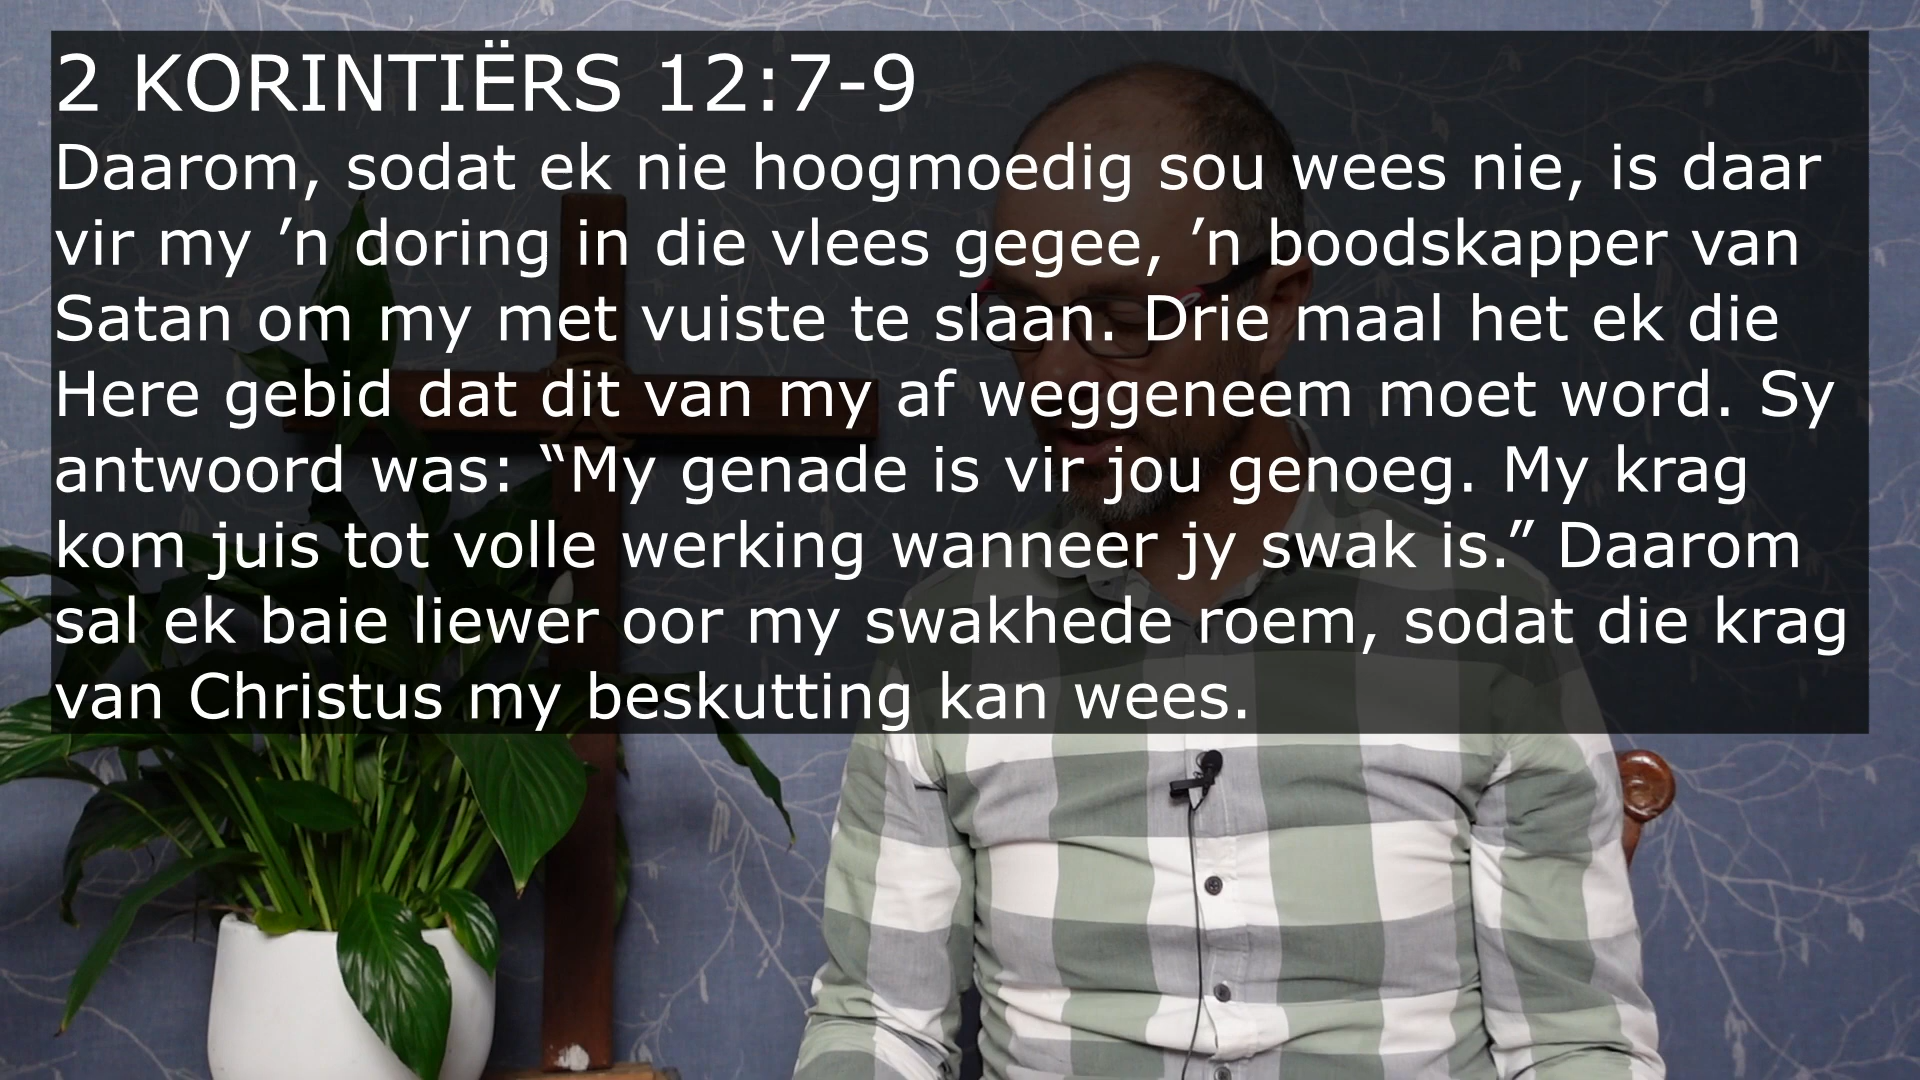 2 KORINTIËRS 12:7-9
Daarom, sodat ek nie hoogmoedig sou wees nie, is daar
vir my ’n doring in die vlees gegee, ’n boodskapper van
Satan om my met vuiste te slaan. Drie maal het ek die
Here gebid dat dit van my af weggeneem moet word. Sy
antwoord was: “My genade is vir jou genoeg. My krag
kom juis tot volle werking wanneer jy swak is.” Daarom
sal ek baie liewer oor my swakhede roem, sodat die krag
van Christus my beskutting kan wees.